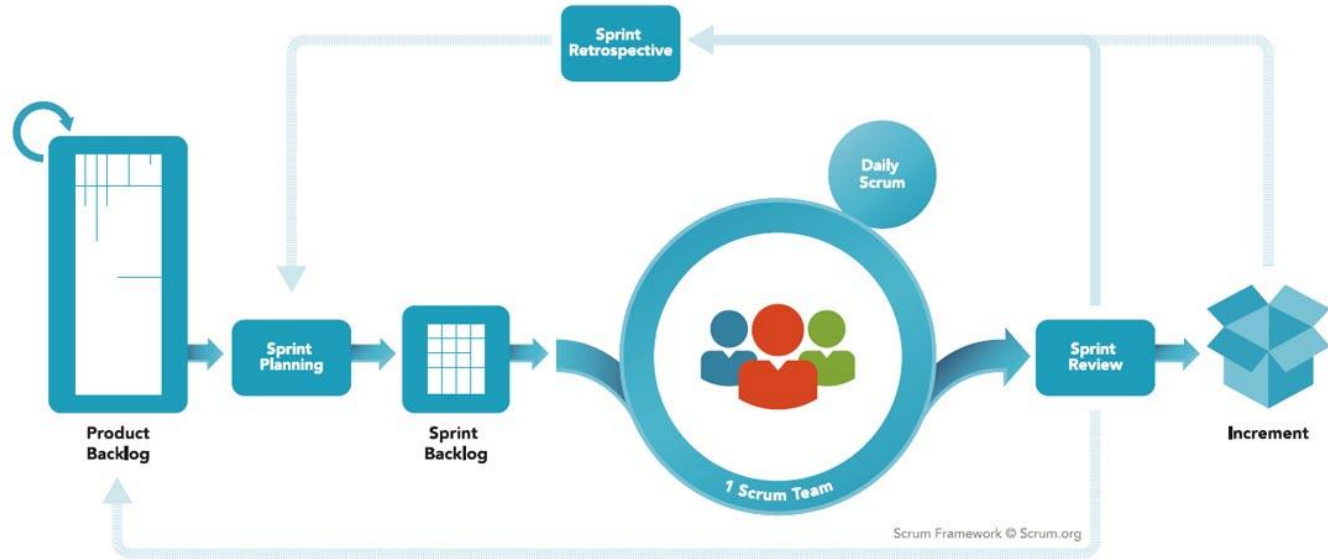 Sprint
Retrospective
Daily
Scrum
Sprint
Planning
Sprint
Review
Product
Backlog
Sprint
Backlog
Increment
1 Scrum Team
Scrum Framework © Scrum.org